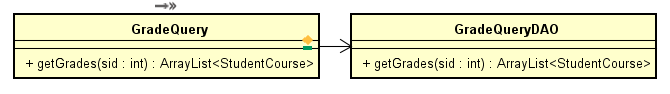 GradeQuery
+ getGrades(sid : int) : ArrayList<StudentCourse>
GradeQueryDAO
+ getGrades(sid : int) : ArrayList<StudentCourse>